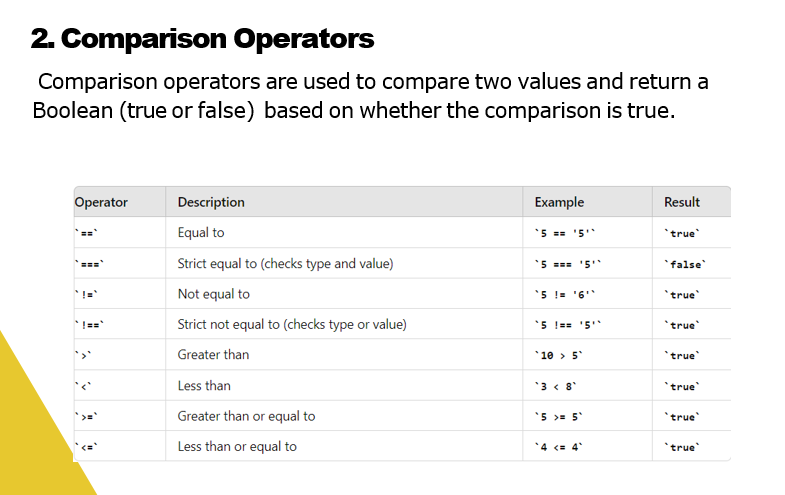 2. Comparison Operators
Comparison operators are used to compare two values and return a
Boolean (true or false) based on whether the comparison is true.
Operator Description Example Result
`==` Equal to `5 == '5'` `true`
`===` Strict equal to (checks type and value) `5 === '5'` `false`
`!=` Not equal to `5 != '6'` `true`
`!==` Strict not equal to (checks type or value) `5 !== '5'` `true`
`>` Greater than `10 > 5` `true`
`<` Less than `3 < 8` `true`
`>=` Greater than or equal to `5 >= 5` `true`
`<=` Less than or equal to `4 <= 4` `true`